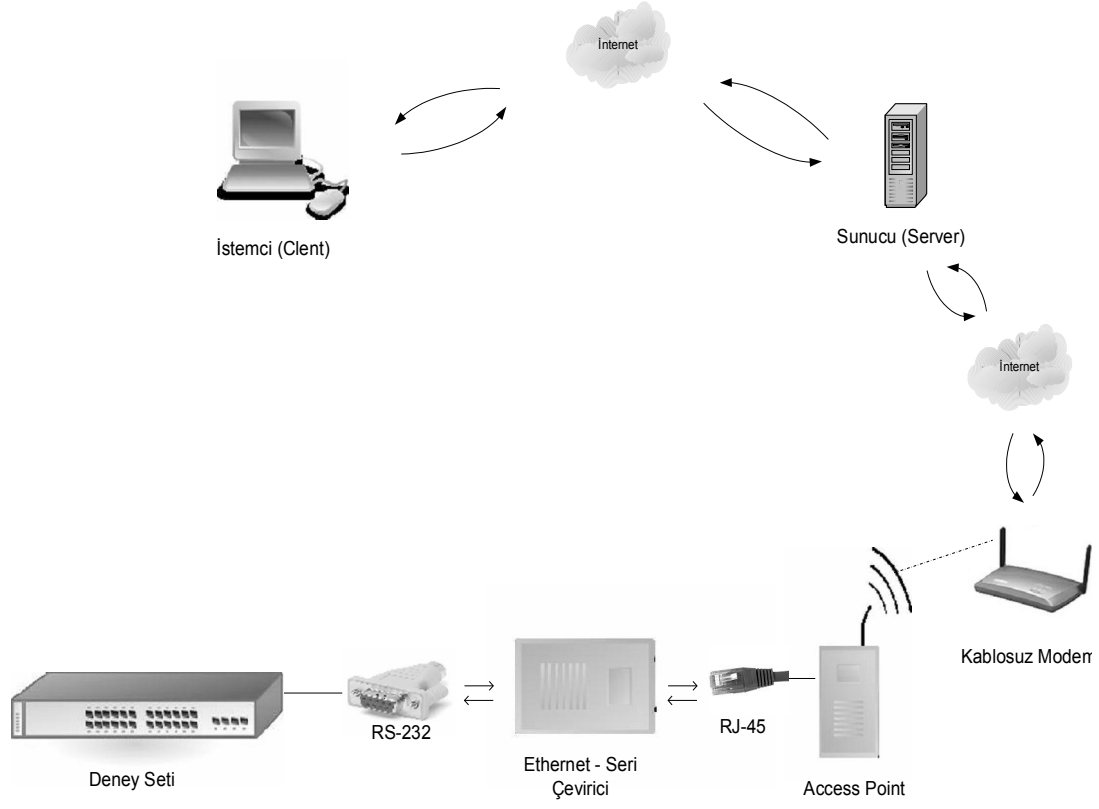 İnternet
İstemci (Clent)
Sunucu (Server)
İnternet
Kablosuz Modem
RS-232
RJ-45
Ethernet - Seri
Çevirici
Deney Seti
Access Point